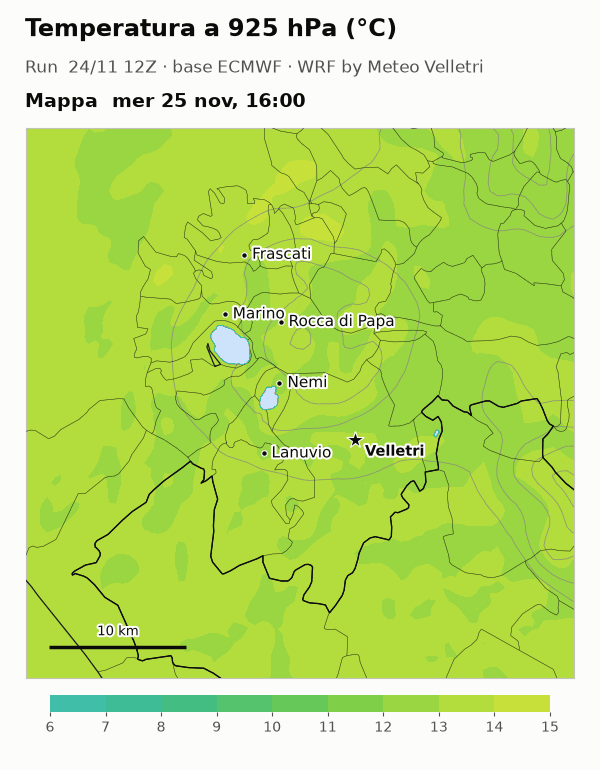 Temperatura a 925 hPa (°C)
Run  24/11 12Z · base ECMWF · WRF by Meteo Velletri
Mappa  mer 25 nov, 16:00
Frascati
Marino
Rocca di Papa
Nemi
Velletri
Lanuvio
10 km
6 7 8 9 10 11 12 13 14 15